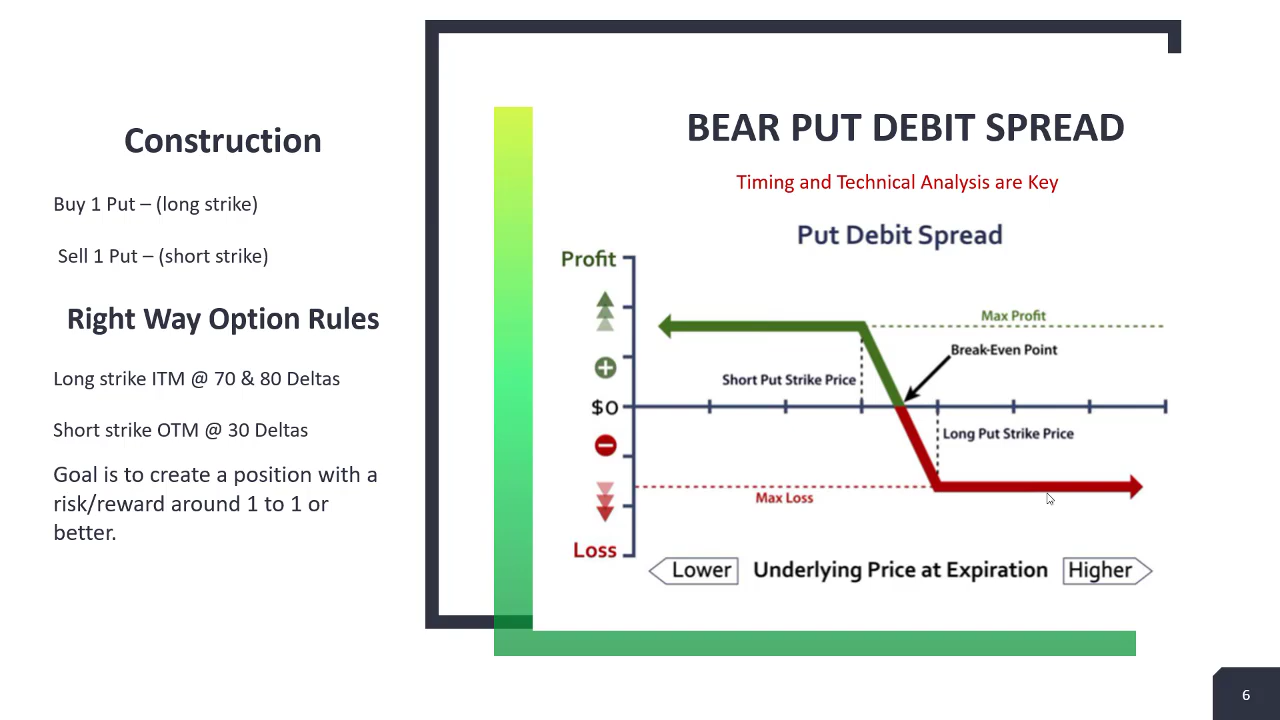 Construction
Buy 1 Put – (long strike)
Sell 1 Put – (short strike)
Right Way Option Rules
Long strike ITM @ 70 & 80 Deltas
Short strike OTM @ 30 Deltas
Goal is to create a position with a
risk/reward around 1 to 1 or
better.
BEAR PUT DEBIT SPREAD
Timing and Technical Analysis are Key
Put Debit Spread
Profit
Max Profit
Break-Even Point
Short Put Strike Price
$0
Long Put Strike Price
Max Loss
Loss
Lower
Underlying Price at Expiration
Higher
6